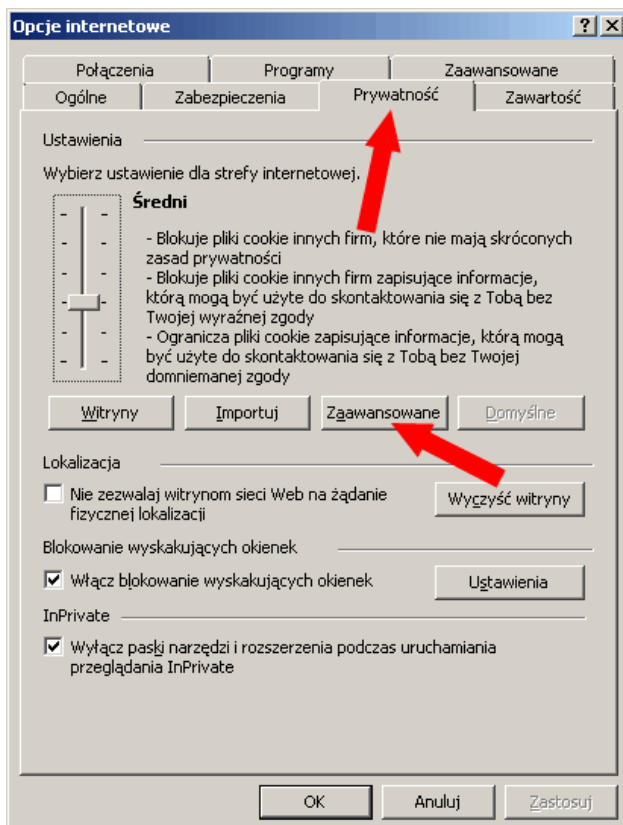 Opcje internetowe
Połączenia Programy Zaawansowane
Ogólne Zabezpieczenia Prywatność Zawartość
Ustawienia
Wybierz ustawienie dla strefy internetowej.
Średni
- Blokuje pliki cookie innych firm, które nie mają skróconych
zasad prywatności
- Blokuje pliki cookie innych firm zapisujące informacje,
którą mogą być użyte do skontaktowania się z Tobą bez
Twojej wyraźnej zgody
- Ogranicza pliki cookie zapisujące informacje, którą mogą
być użyte do skontaktowania się z Tobą bez Twojej
domniemanej zgody
Witryny Importuj Zaawansowane Domyślne
Lokalizacja
Nie zezwalaj witrynom sieci Web na żądanie
fizycznej lokalizacji
Wyczyść witryny
Blokowanie wyskakujących okienek
Włącz blokowanie wyskakujących okienek Ustawienia
InPrivate
Wyłącz paski narzędzi i rozszerzenia podczas uruchamiania
przeglądania InPrivate
OK Anuluj Zastosuj